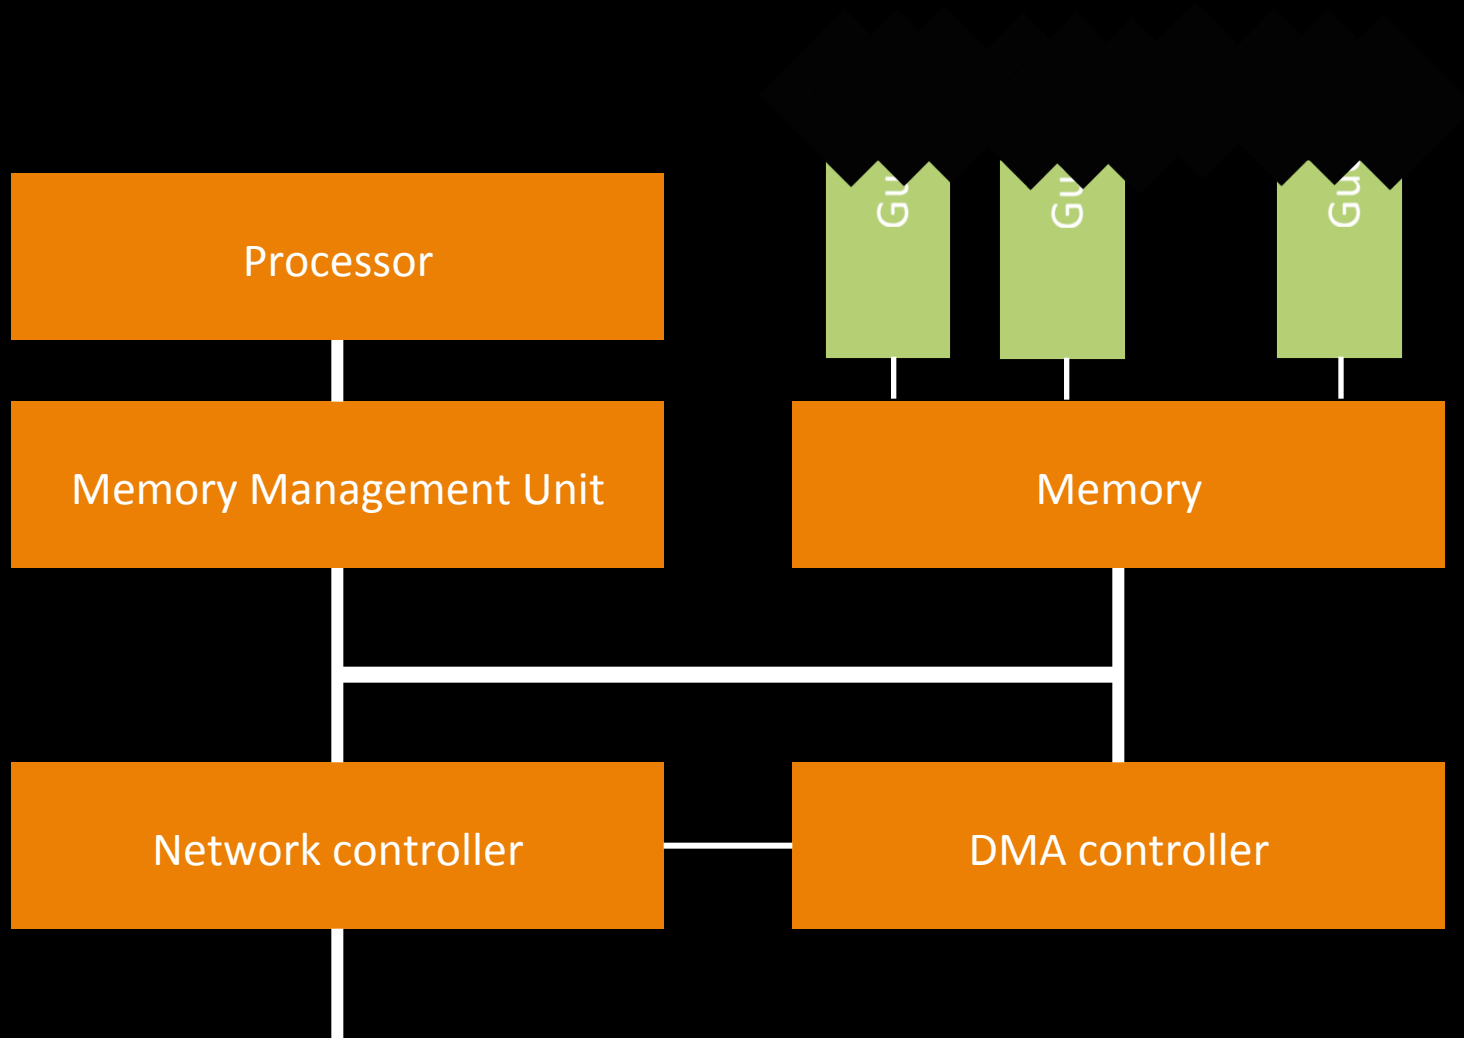 Processor
Memory Management Unit
Memory
Network controller
DMA controller